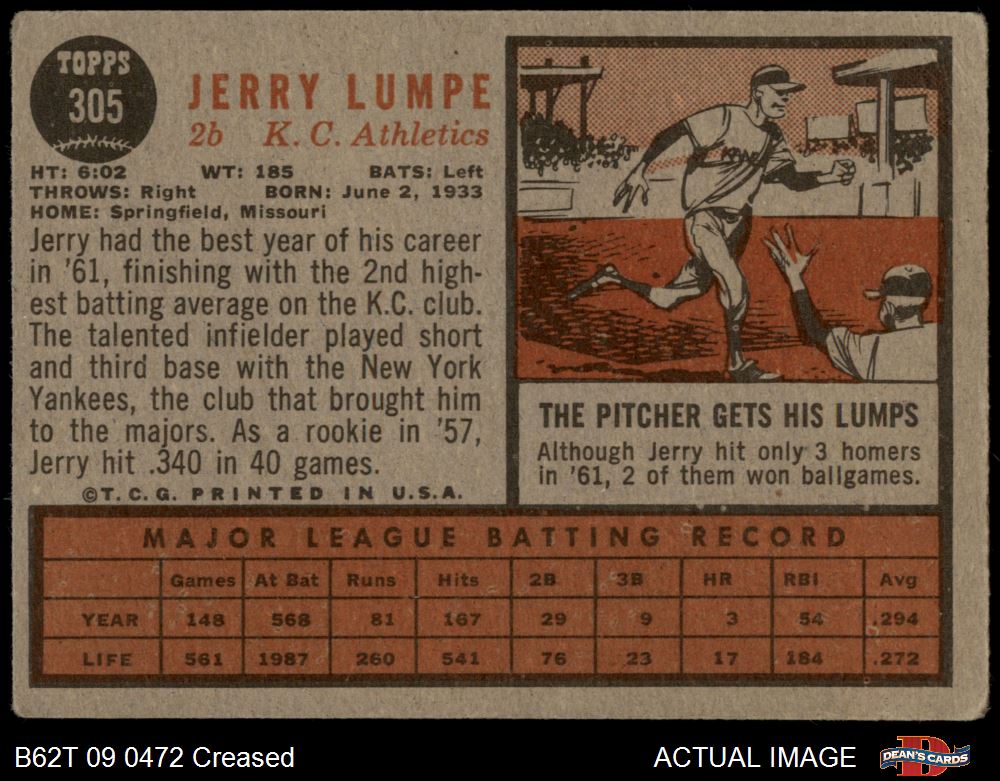 TOPPS
305
JERRY LUMPE
2b K. C. Athletics
HT: 6:02 WT: 185 BATS: Left
THROWS: Right BORN: June 2, 1933
HOME: Springfield, Missouri
Jerry had the best year of his career
in '61, finishing with the 2nd high-
est batting average on the K.C. club.
The talented infielder played short
and third base with the New York
Yankees, the club that brought him
to the majors. As a rookie in '57,
Jerry hit .340 in 40 games.
©T.C.G. PRINTED IN U.S.A.
THE PITCHER GETS HIS LUMPS
Although Jerry hit only 3 homers
in '61, 2 of them won ballgames.
MAJOR LEAGUE BATTING RECORD
Games At Bat Runs Hits 2B 3B HR RBI Avg
YEAR 148 568 81 167 29 9 3 54 .294
LIFE 561 1987 260 541 76 23 17 184 .272
B62T 09 0472 Creased ACTUAL IMAGE
DEAN'S CARDS